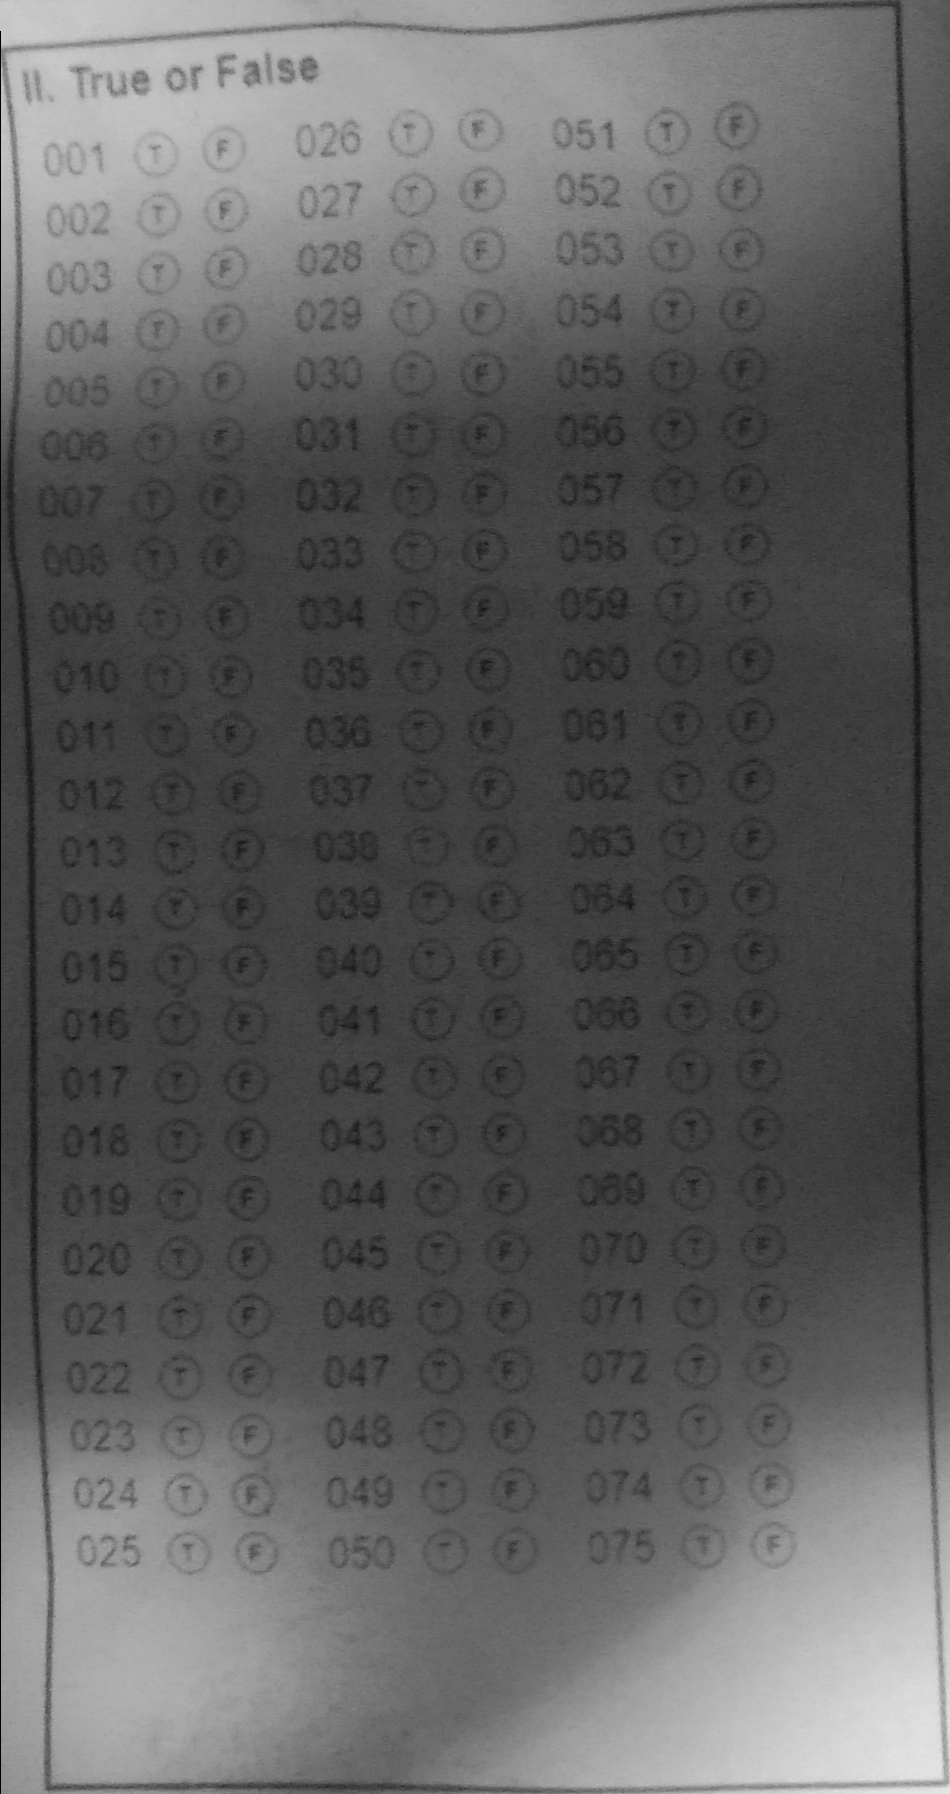 II. True or False
001 T F 026 T F 051 T F
002 T F 027 T F 052 T F
003 T F 028 T F 053 T F
004 T F 029 T F 054 T F
005 T F 030 T F 055 T F
006 T F 031 T F 056 T F
007 T F 032 T F 057 T F
008 T F 033 T F 058 T F
009 T F 034 T F 059 T F
010 T F 035 T F 060 T F
011 T F 036 T F 061 T F
012 T F 037 T F 062 T F
013 T F 038 T F 063 T F
014 T F 039 T F 064 T F
015 T F 040 T F 065 T F
016 T F 041 T F 066 T F
017 T F 042 T F 067 T F
018 T F 043 T F 068 T F
019 T F 044 T F 069 T F
020 T F 045 T F 070 T F
021 T F 046 T F 071 T F
022 T F 047 T F 072 T F
023 T F 048 T F 073 T F
024 T F 049 T F 074 T F
025 T F 050 T F 075 T F